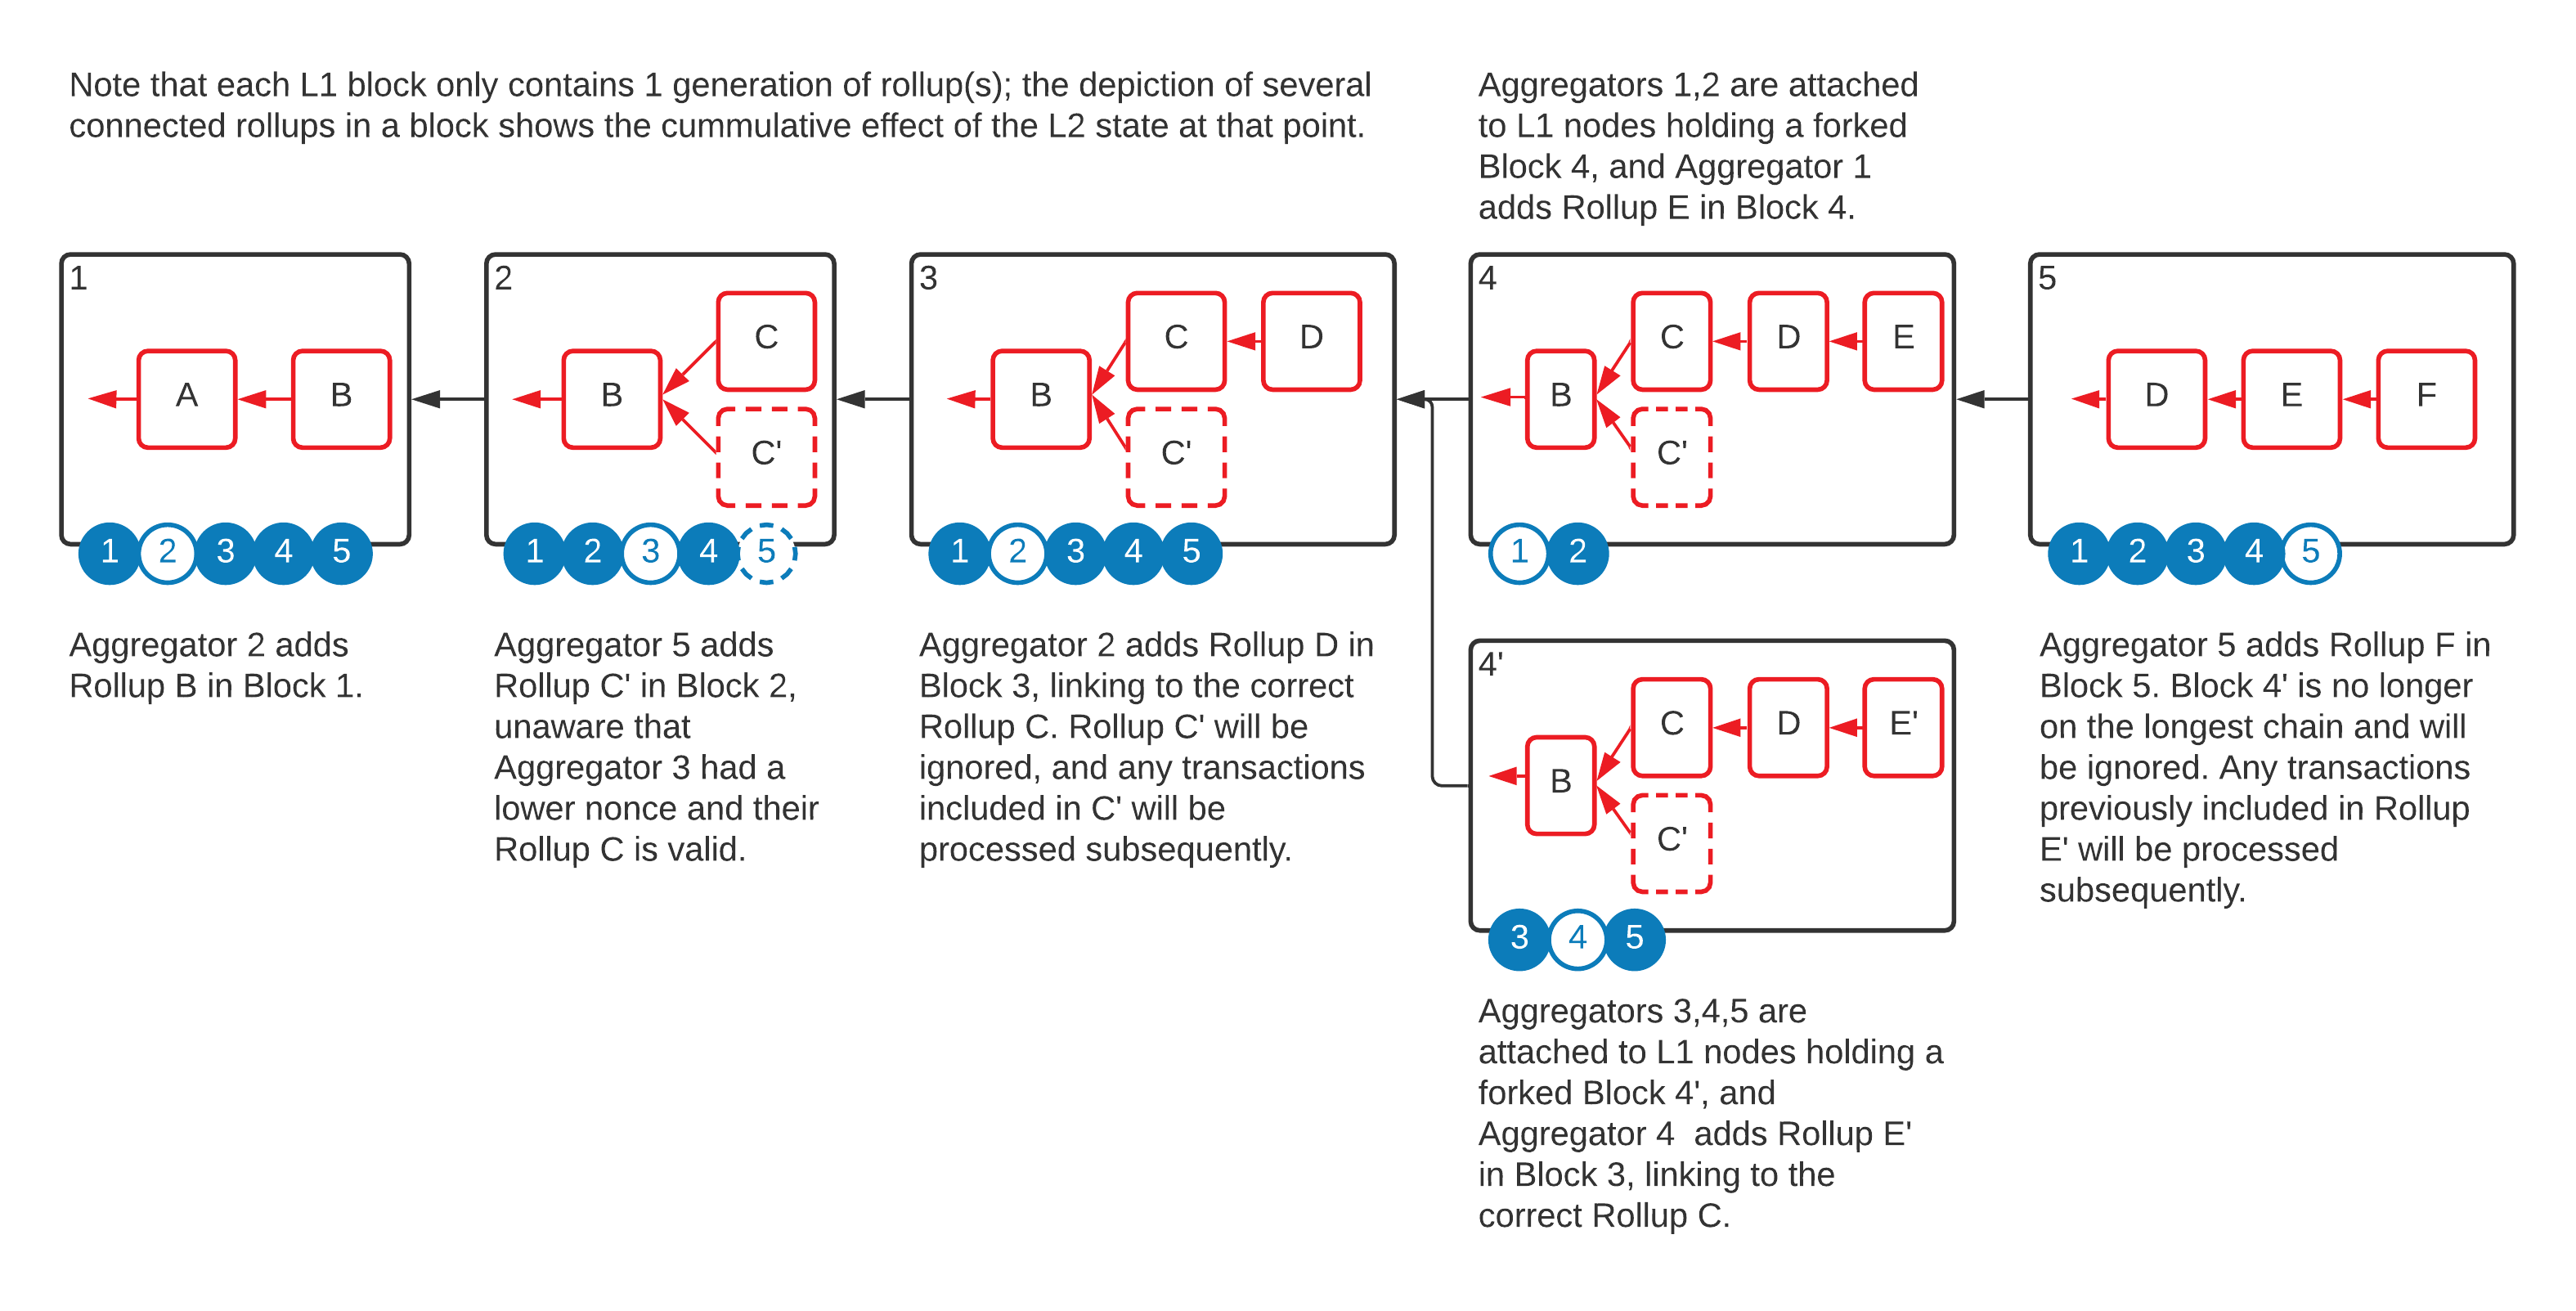 Note that each L1 block only contains 1 generation of rollup(s); the depiction of several
connected rollups in a block shows the cummulative effect of the L2 state at that point.
Aggregators 1,2 are attached
to L1 nodes holding a forked
Block 4, and Aggregator 1
adds Rollup E in Block 4.
1
A
B
1 2 3 4 5
Aggregator 2 adds
Rollup B in Block 1.
2
B
C
C'
1 2 3 4 5
Aggregator 5 adds
Rollup C' in Block 2,
unaware that
Aggregator 3 had a
lower nonce and their
Rollup C is valid.
3
B
C
D
C'
1 2 3 4 5
Aggregator 2 adds Rollup D in
Block 3, linking to the correct
Rollup C. Rollup C' will be
ignored, and any transactions
included in C' will be
processed subsequently.
4
B
C
D
E
C'
1 2
4'
B
C
D
E'
C'
3 4 5
Aggregators 3,4,5 are
attached to L1 nodes holding a
forked Block 4', and
Aggregator 4  adds Rollup E'
in Block 3, linking to the
correct Rollup C.
5
D
E
F
1 2 3 4 5
Aggregator 5 adds Rollup F in
Block 5. Block 4' is no longer
on the longest chain and will
be ignored. Any transactions
previously included in Rollup
E' will be processed
subsequently.